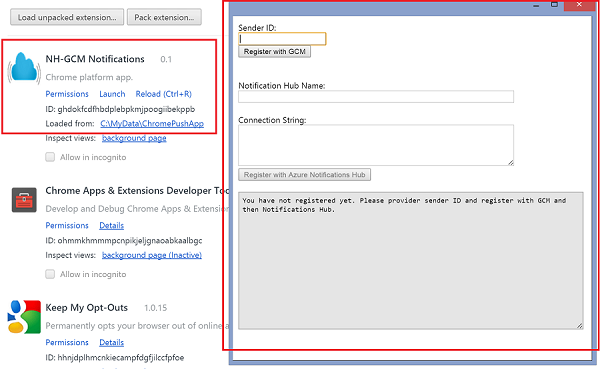 Load unpacked extension...
Pack extension...
NH-GCM Notifications 0.1
Chrome platform app.
Permissions Launch Reload (Ctrl+R)
ID: ghdokfcdfhbdplebpkmjpoogiibekppb
Loaded from: C:\MyData\ChromePushApp
Inspect views: background page
Allow in incognito
Chrome Apps & Extensions Developer Too
Develop and Debug Chrome Apps & Extension
Permissions Details
ID: ohmmkhmmmpcnpikjeljgnaoabkaalbgc
Inspect views: background page (Inactive)
Allow in incognito
Keep My Opt-Outs 1.0.15
Permanently opts your browser out of online a
Permissions Details
ID: hhnjdplhmcnkiecampfdgfjilccfpfoe
Sender ID:
Register with GCM
Notification Hub Name:
Connection String:
Register with Azure Notifications Hub
You have not registered yet. Please provider sender ID and register with GCM and
then Notifications Hub.